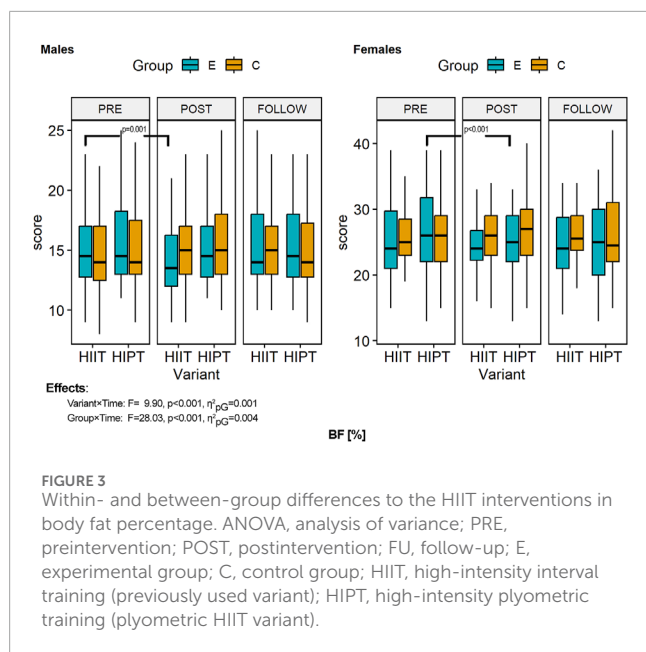 Males
Females
Group E C
Group E C
PRE POST FOLLOW
PRE POST FOLLOW
p=0.001
p<0.001
25
20
15
10
score
40
30
20
10
score
HIIT HIPT HIIT HIPT HIIT HIPT
HIIT HIPT HIIT HIPT HIIT HIPT
Variant
Variant
Effects:
Variant×Time: F= 9.90, p<0.001, η²pG=0.001
Group×Time: F=28.03, p<0.001, η²pG=0.004
BF [%]
FIGURE 3
Within- and between-group differences to the HIIT interventions in
body fat percentage. ANOVA, analysis of variance; PRE,
preintervention; POST, postintervention; FU, follow-up; E,
experimental group; C, control group; HIIT, high-intensity interval
training (previously used variant); HIPT, high-intensity plyometric
training (plyometric HIIT variant).